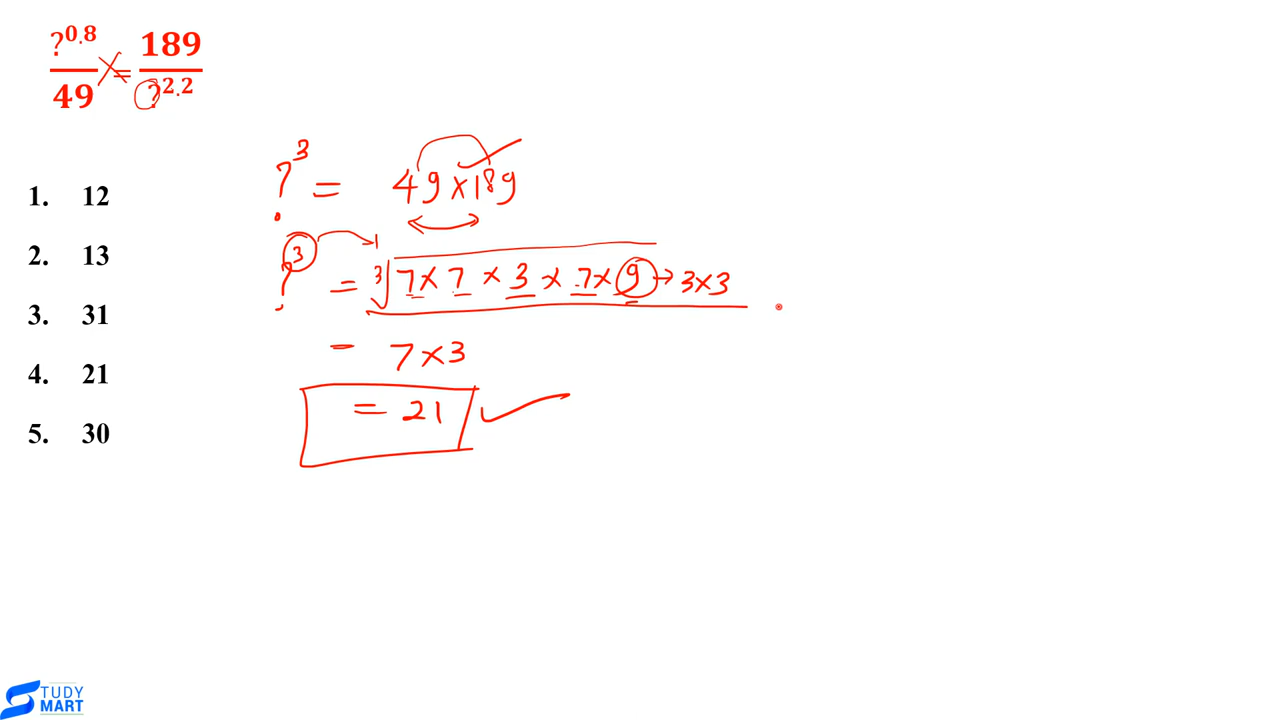 ?^0.8/49 = 189/?^2.2
1. 12
2. 13
3. 31
4. 21
5. 30
?^3 = 49×189
?^3 = 1 ∛7×7×3×7×9→3×3
= 7×3
= 21
STUDY
MART